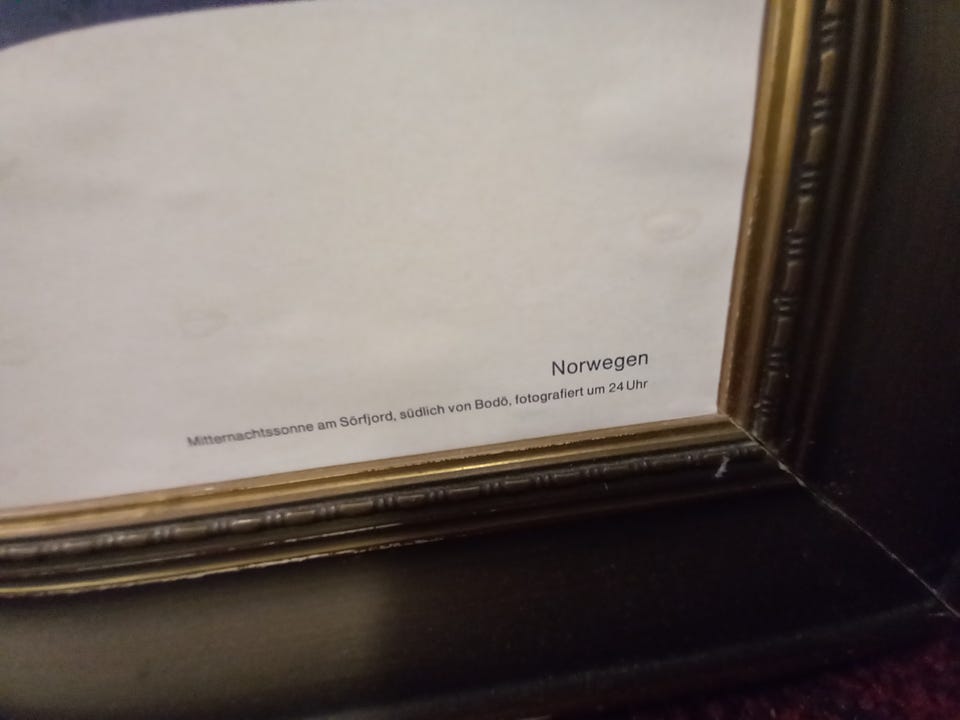 Norwegen
Mitternachtssonne am Sörfjord, südlich von Bodö, fotografiert um 24 Uhr